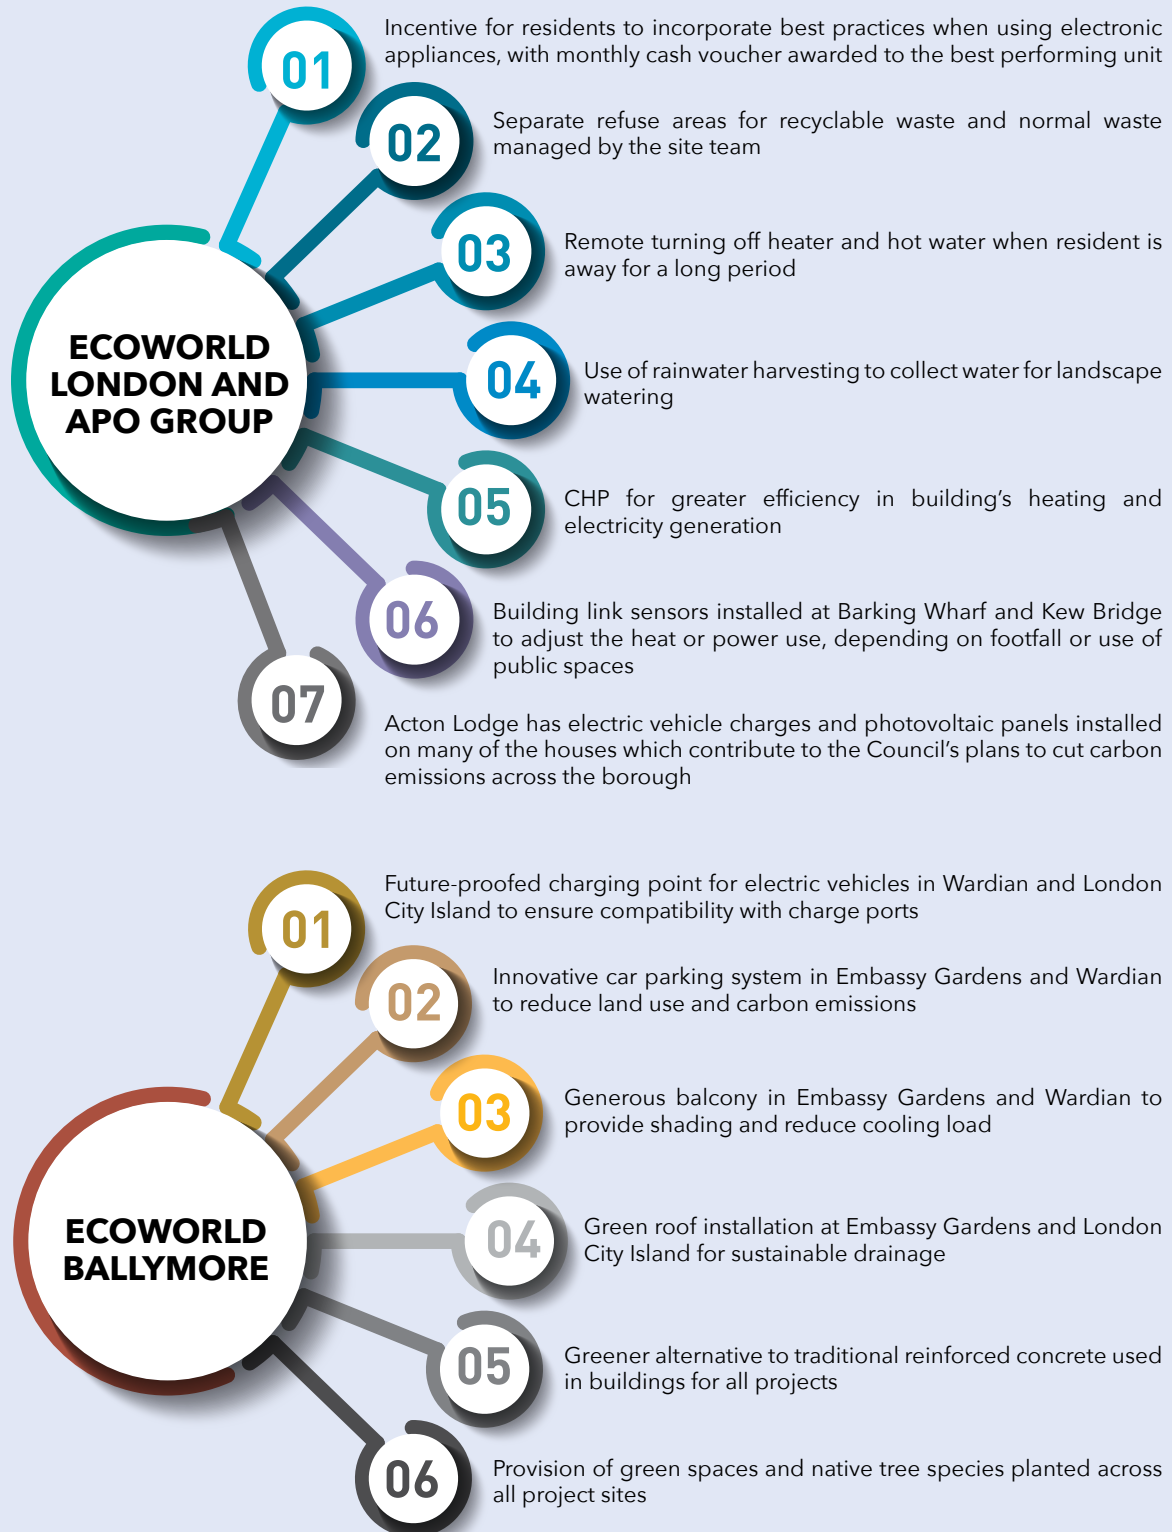 01
Incentive for residents to incorporate best practices when using electronic
appliances, with monthly cash voucher awarded to the best performing unit
02
Separate refuse areas for recyclable waste and normal waste
managed by the site team
03
Remote turning off heater and hot water when resident is
away for a long period
ECOWORLD
LONDON AND
APO GROUP
04
Use of rainwater harvesting to collect water for landscape
watering
05
CHP for greater efficiency in building's heating and
electricity generation
06
Building link sensors installed at Barking Wharf and Kew Bridge
to adjust the heat or power use, depending on footfall or use of
public spaces
07
Acton Lodge has electric vehicle charges and photovoltaic panels installed
on many of the houses which contribute to the Council's plans to cut carbon
emissions across the borough
01
Future-proofed charging point for electric vehicles in Wardian and London
City Island to ensure compatibility with charge ports
02
Innovative car parking system in Embassy Gardens and Wardian
to reduce land use and carbon emissions
03
Generous balcony in Embassy Gardens and Wardian to
provide shading and reduce cooling load
ECOWORLD
BALLYMORE
04
Green roof installation at Embassy Gardens and London
City Island for sustainable drainage
05
Greener alternative to traditional reinforced concrete used
in buildings for all projects
06
Provision of green spaces and native tree species planted across
all project sites